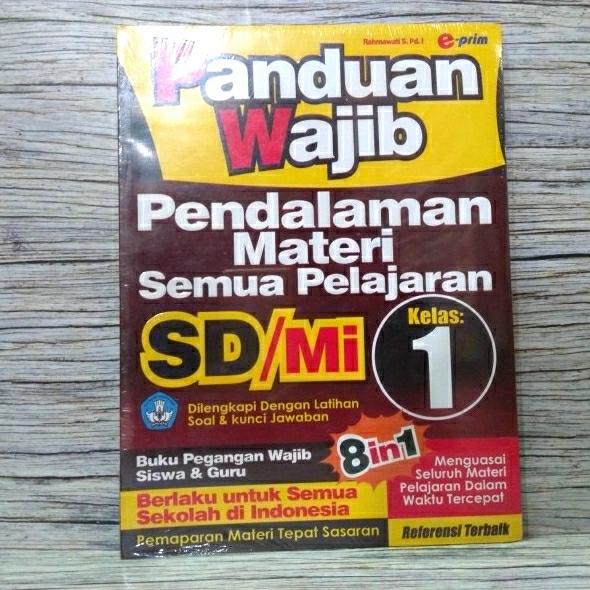 Rahmawati S. Pd. I
e-prim
Panduan
Wajib
Pendalaman
Materi
Semua Pelajaran
SD/Mi
Kelas:
1
Dilengkapi Dengan Latihan
Soal & kunci Jawaban
8in1
Buku Pegangan Wajib
Siswa & Guru
Menguasai
Seluruh Materi
Pelajaran Dalam
Waktu Tercepat
Berlaku untuk Semua
Sekolah di Indonesia
Pemaparan Materi Tepat Sasaran
Referensi Terbaik